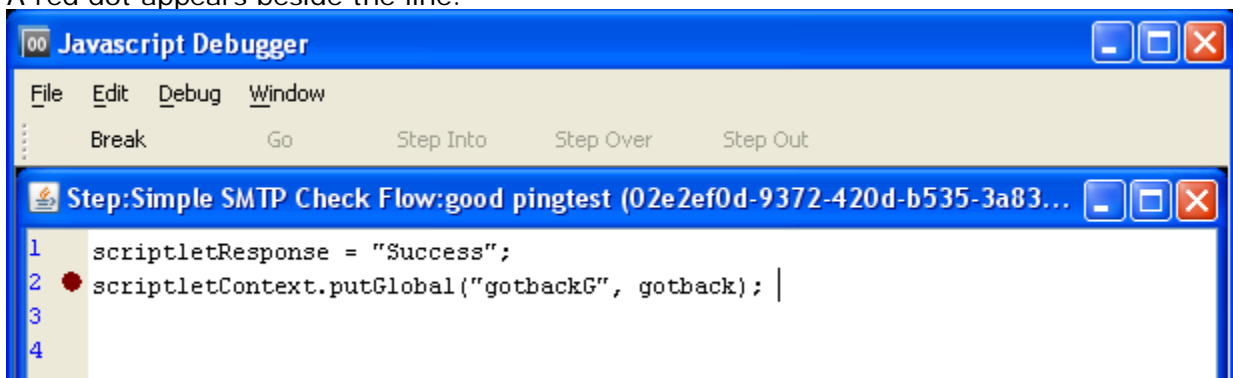 A red dot appears beside the line.
Javascript Debugger
File Edit Debug Window
Break Go Step Into Step Over Step Out
Step:Simple SMTP Check Flow:good pingtest (02e2ef0d-9372-420d-b535-3a83...
1 scriptletResponse = "Success";
2 scriptletContext.putGlobal("gotbackG", gotback);
3
4